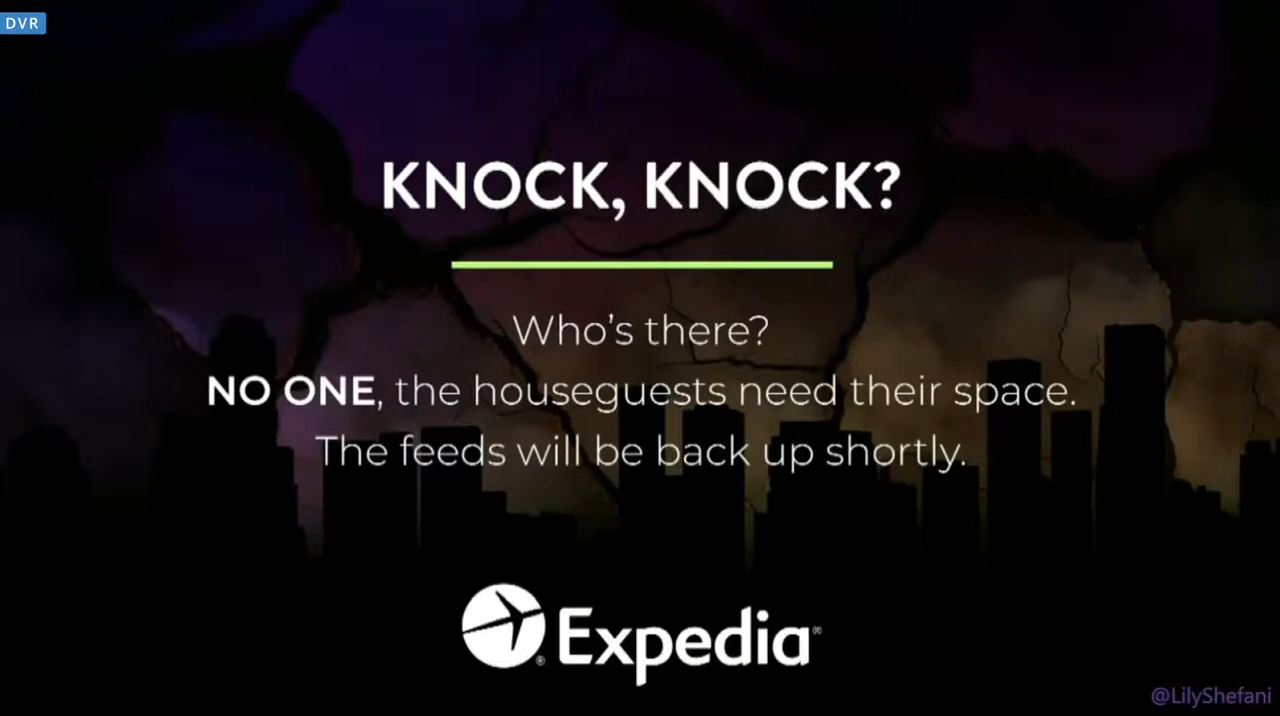 DVR
KNOCK, KNOCK?
Who's there?
NO ONE, the houseguests need their space.
The feeds will be back up shortly.
Expedia®
@LilyShefani